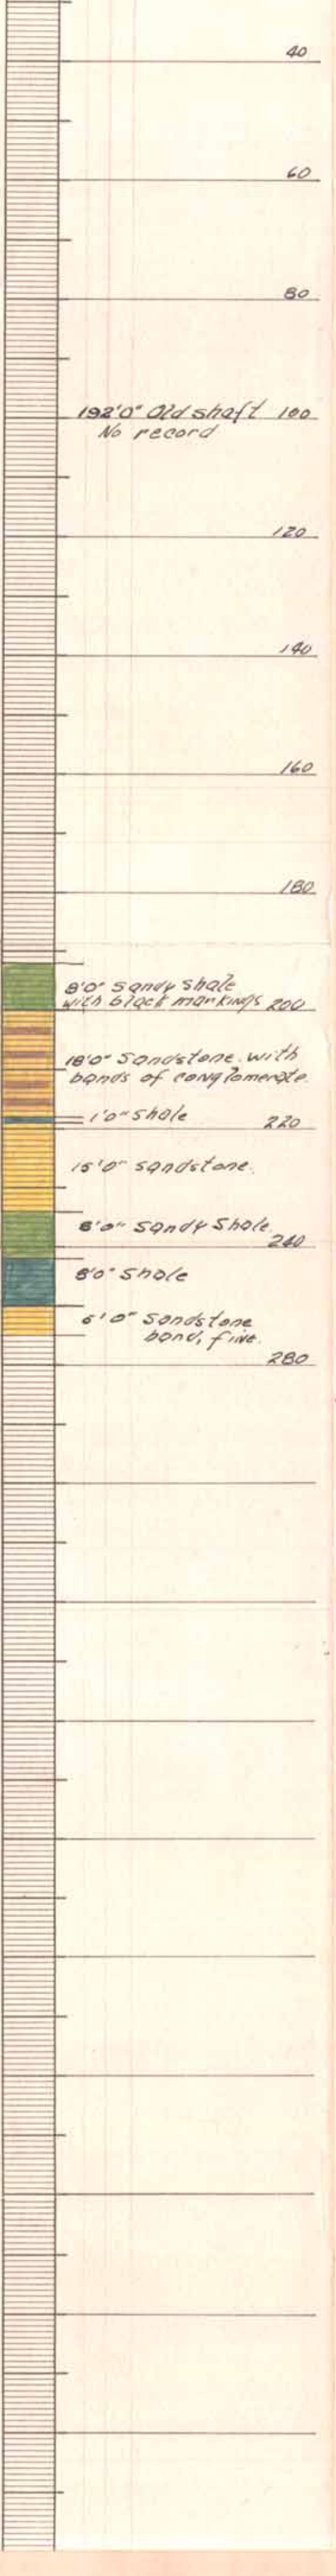 40
60
80
192'0" Old shaft 100
No record
120
140
160
180
8'0" Sandy shale
with black markings 200
18'0" Sandstone with
bands of conglomerate
1'0" Shale
220
15'0" sandstone.
8'0" Sandy Shale
240
8'0" Shale
5'0" Sandstone
band, fine.
280